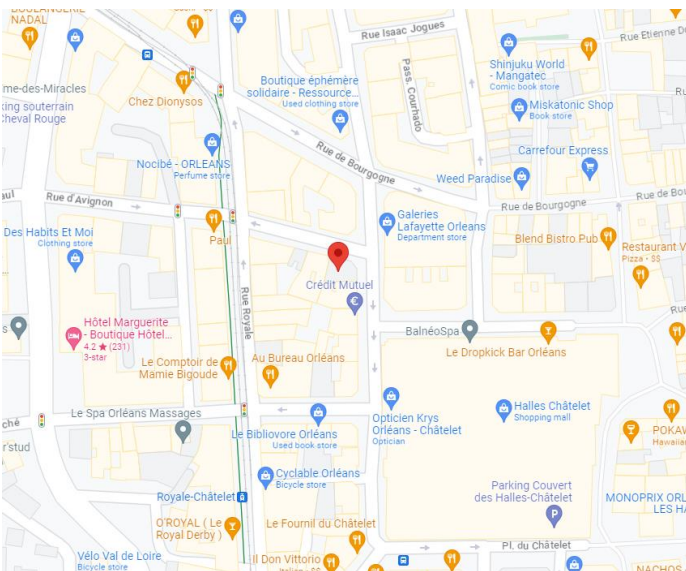 BOULANGERIE
NADAL
Rue Isaac Jogues
Rue Etienne D
Pass. Courhado
Shinjuku World
- Mangatec
Comic book store
me-des-Miracles
king souterrain
Cheval Rouge
Chez Dionysos
Boutique éphémère
solidaire - Ressource...
Used clothing store
Miskatonic Shop
Book store
Rue de Bourgogne
Carrefour Express
Nocibé - ORLEANS
Perfume store
Weed Paradise
Rue d'Avignon
Rue de Bourgogne
Rue de Bou
Des Habits Et Moi
Clothing store
Paul
Galeries
Lafayette Orleans
Department store
Blend Bistro Pub
Restaurant V
Pizza · $$
Crédit Mutuel
Rue Royale
Hôtel Marguerite
- Boutique Hôtel...
4.2 ★ (231)
3-star
BalnéoSpa
Le Comptoir de
Mamie Bigoude
Au Bureau Orléans
Le Dropkick Bar Orléans
Le Spa Orléans Massages
ché
Le Bibliovore Orléans
Used book store
Opticien Krys
Orléans - Châtelet
Optician
Halles Châtelet
Shopping mall
POKAW
Hawaiian
r'stud
Cyclable Orléans
Bicycle store
Royale-Châtelet
Parking Couvert
des Halles-Châtelet
P
MONOPRIX ORL
LES HA
O'ROYAL ( Le
Royal Derby )
Le Fournil du Châtelet
Pl. du Châtelet
Vélo Val de Loire
Bicycle store
Il Don Vittorio
NACHOS